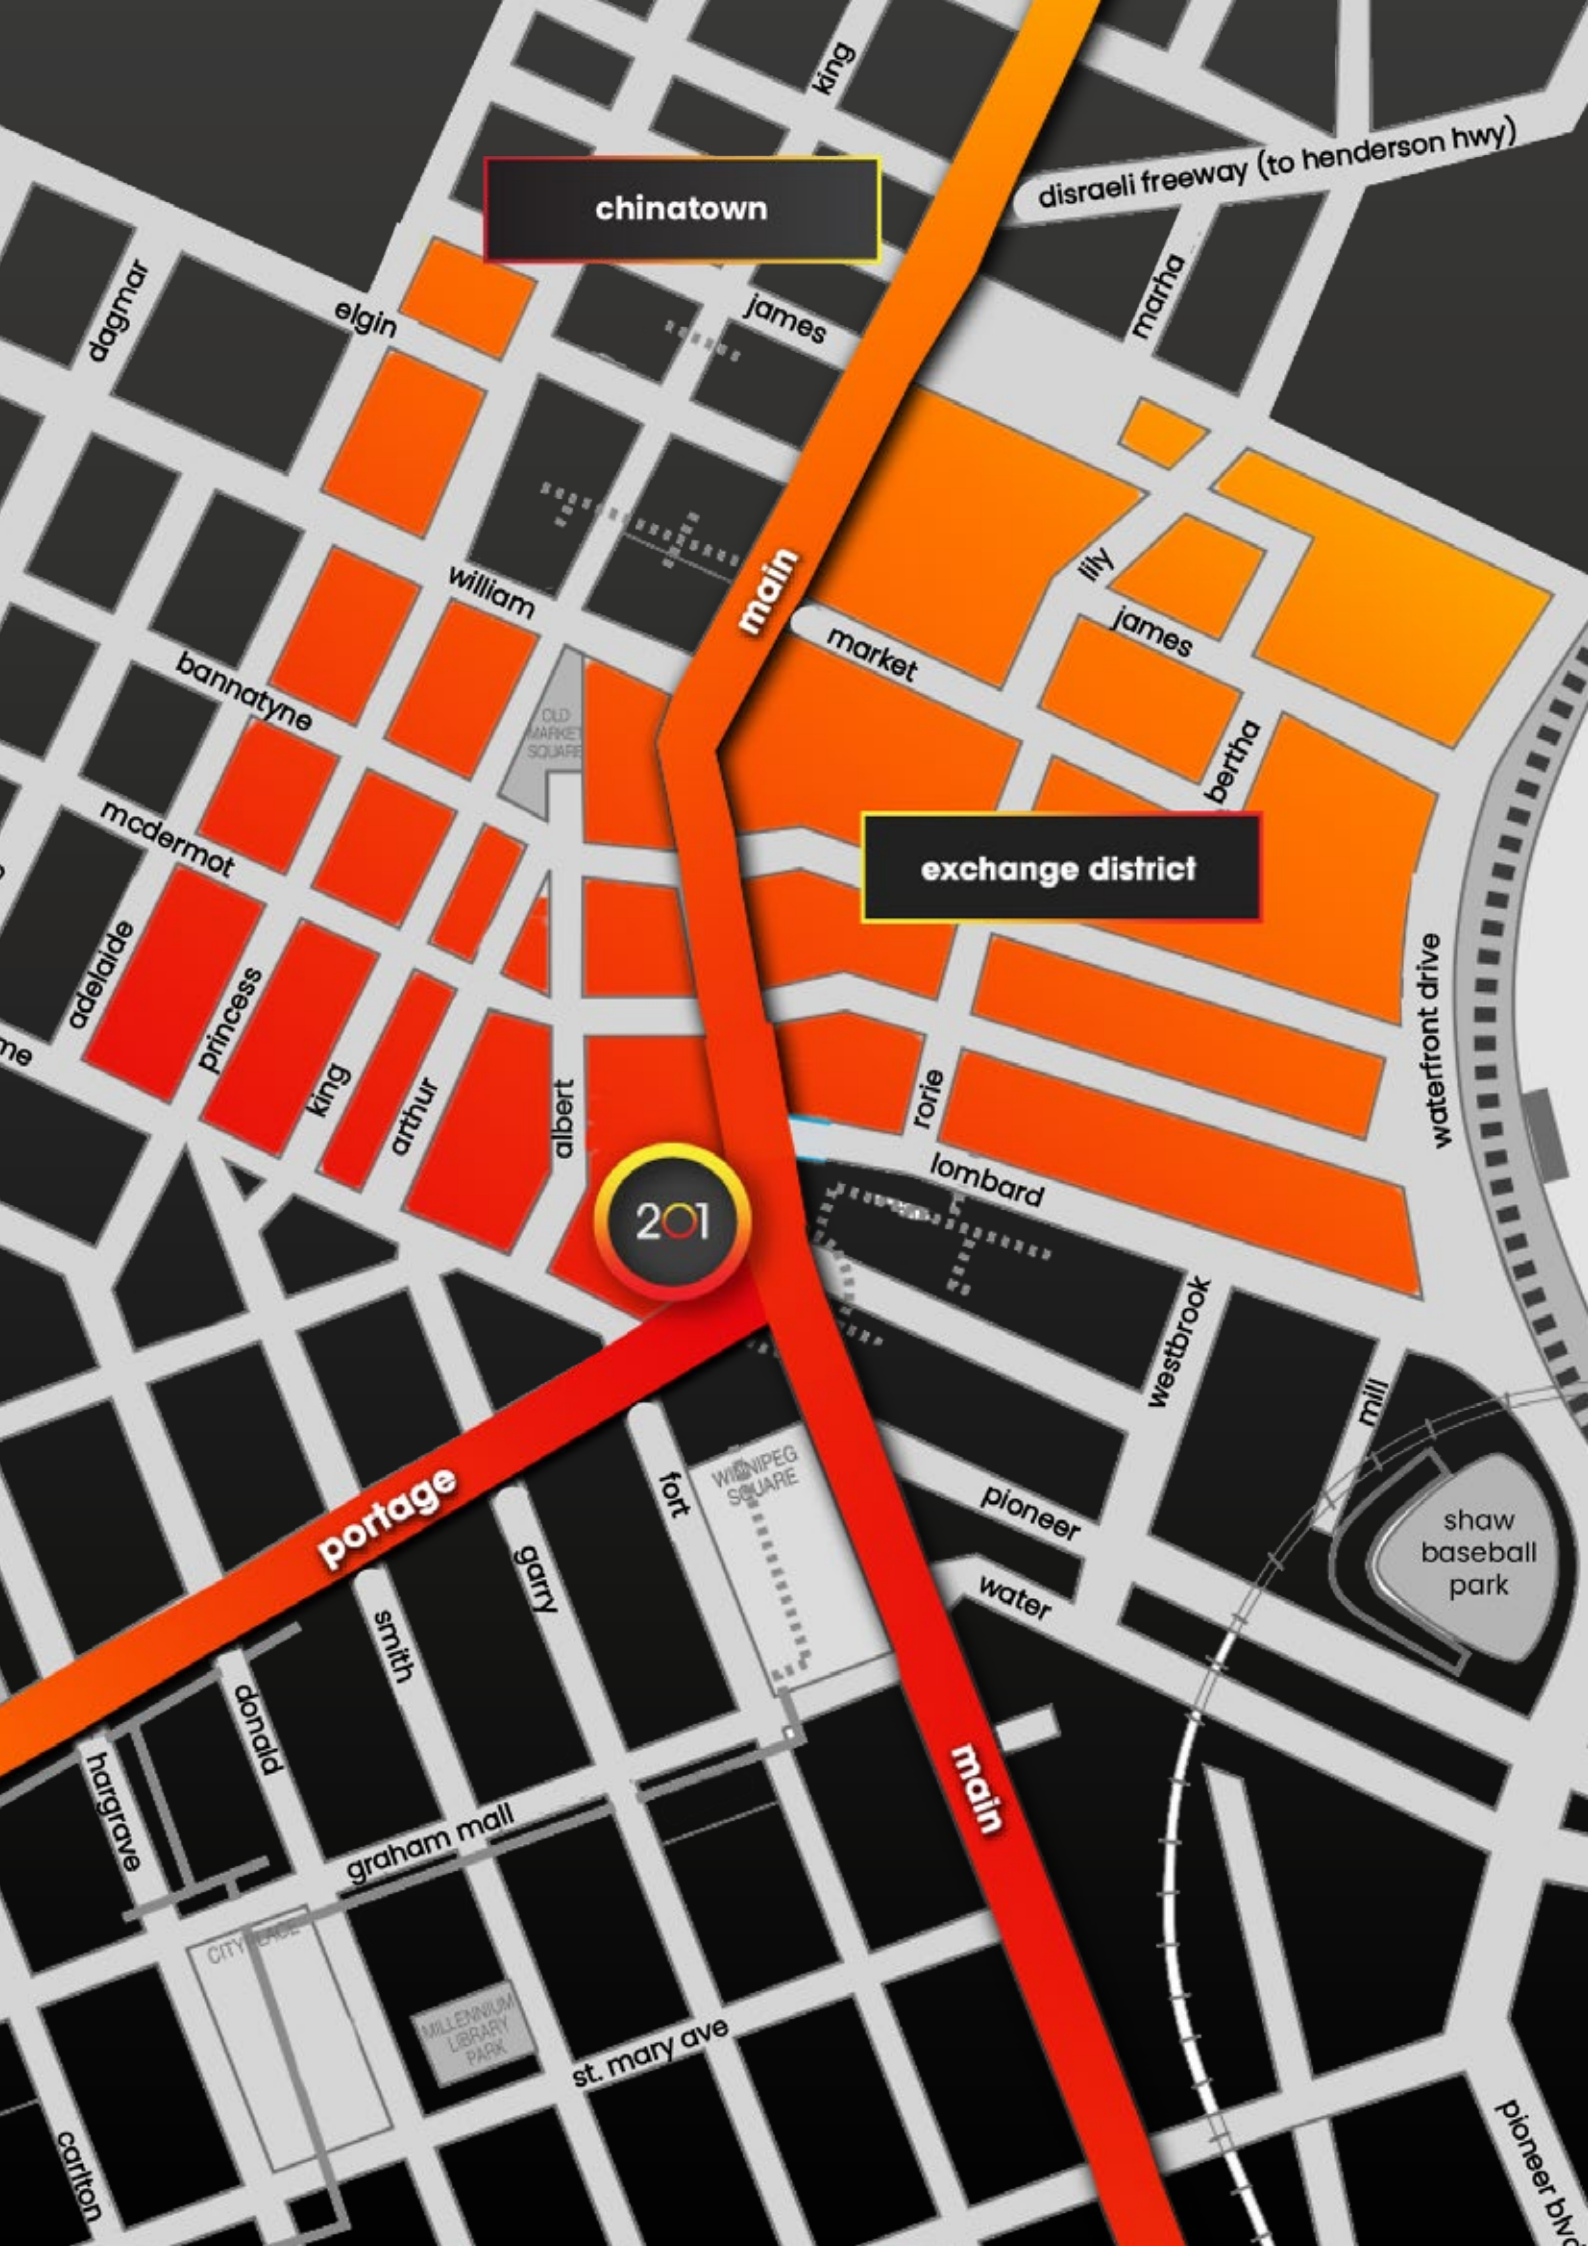 king
disraeli freeway (to henderson hwy)
chinatown
dagmar
elgin
james
marha
main
william
lily
market
james
bannatyne
OLD
MARKET
SQUARE
bertha
mcdermot
exchange district
adelaide
princess
king
arthur
albert
rorie
waterfront drive
me
lombard
201
westbrook
mill
portage
fort
WINNIPEG
SQUARE
pioneer
shaw
baseball
park
garry
smith
water
donald
hargrave
main
graham mall
CITY PLACE
MILLENNIUM
LIBRARY
PARK
st. mary ave
carlton
pioneer blvd